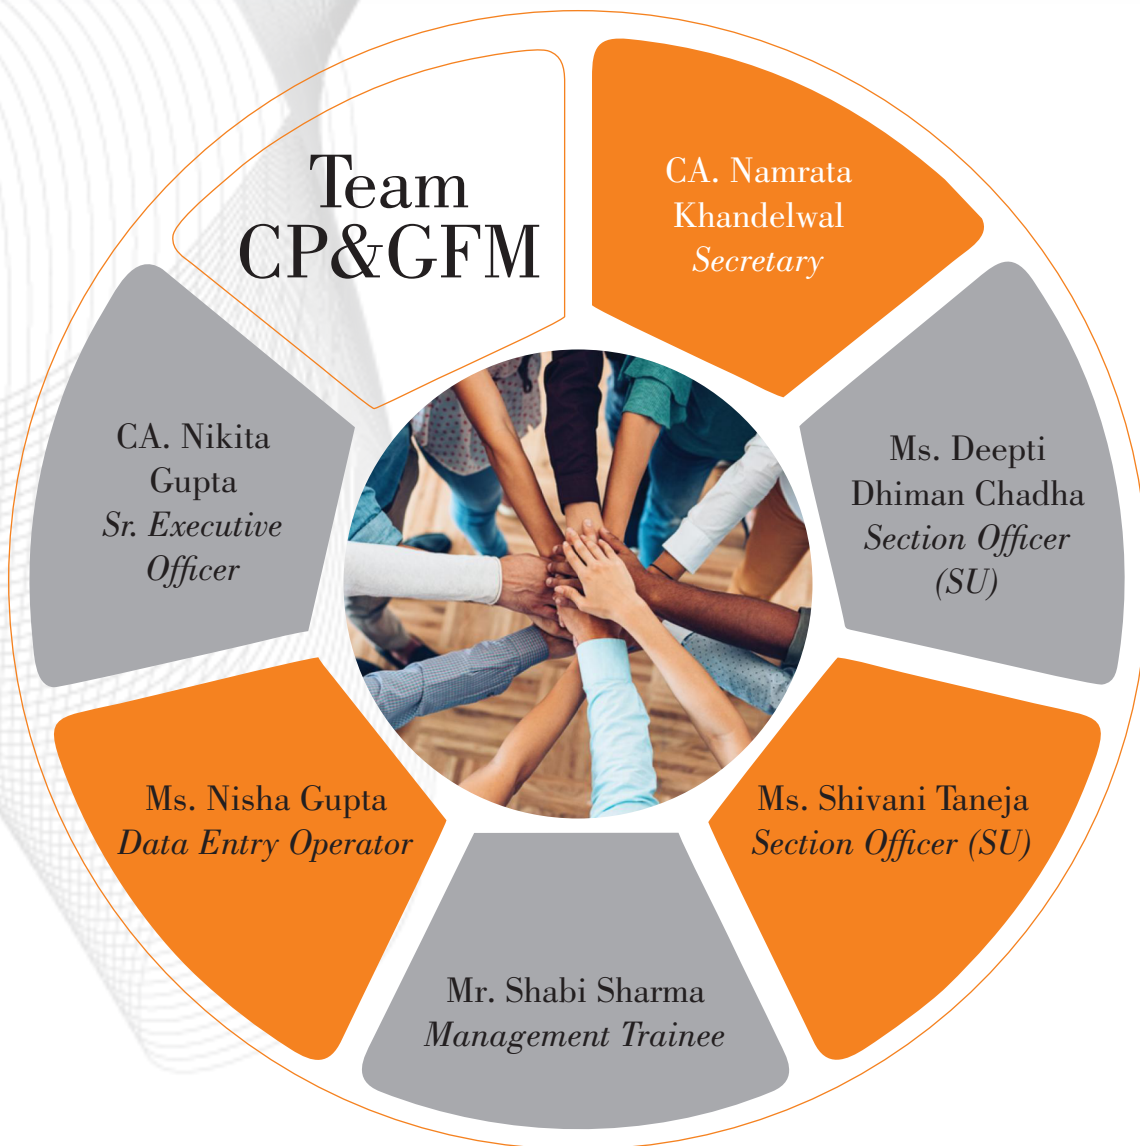 Team
CP&GFM
CA. Namrata
Khandelwal
Secretary
Ms. Deepti
Dhiman Chadha
Section Officer
(SU)
Ms. Shivani Taneja
Section Officer (SU)
Mr. Shabi Sharma
Management Trainee
Ms. Nisha Gupta
Data Entry Operator
CA. Nikita
Gupta
Sr. Executive
Officer